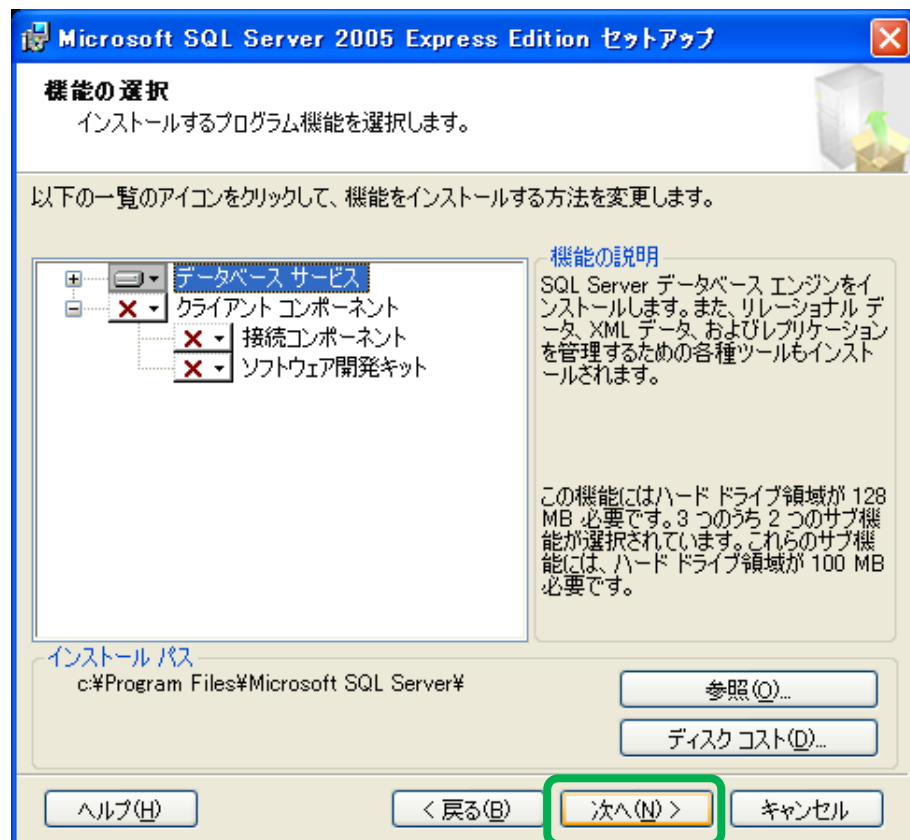 Microsoft SQL Server 2005 Express Edition セットアップ
機能の選択
インストールするプログラム機能を選択します。
以下の一覧のアイコンをクリックして、機能をインストールする方法を変更します。
データベース サービス
クライアント コンポーネント
接続コンポーネント
ソフトウェア開発キット
機能の説明
SQL Server データベース エンジンをイ
ンストールします。また、リレーショナル デ
ータ、XML データ、およびレプリケーション
を管理するための各種ツールもインスト
ールされます。
この機能にはハード ドライブ領域が 128
MB 必要です。3 つのうち 2 つのサブ機
能が選択されています。これらのサブ機
能には、ハード ドライブ領域が 100 MB
必要です。
インストール パス
c:¥Program Files¥Microsoft SQL Server¥
参照(O)...
ディスク コスト(D)...
ヘルプ(H)
< 戻る(B)
次へ(N) >
キャンセル